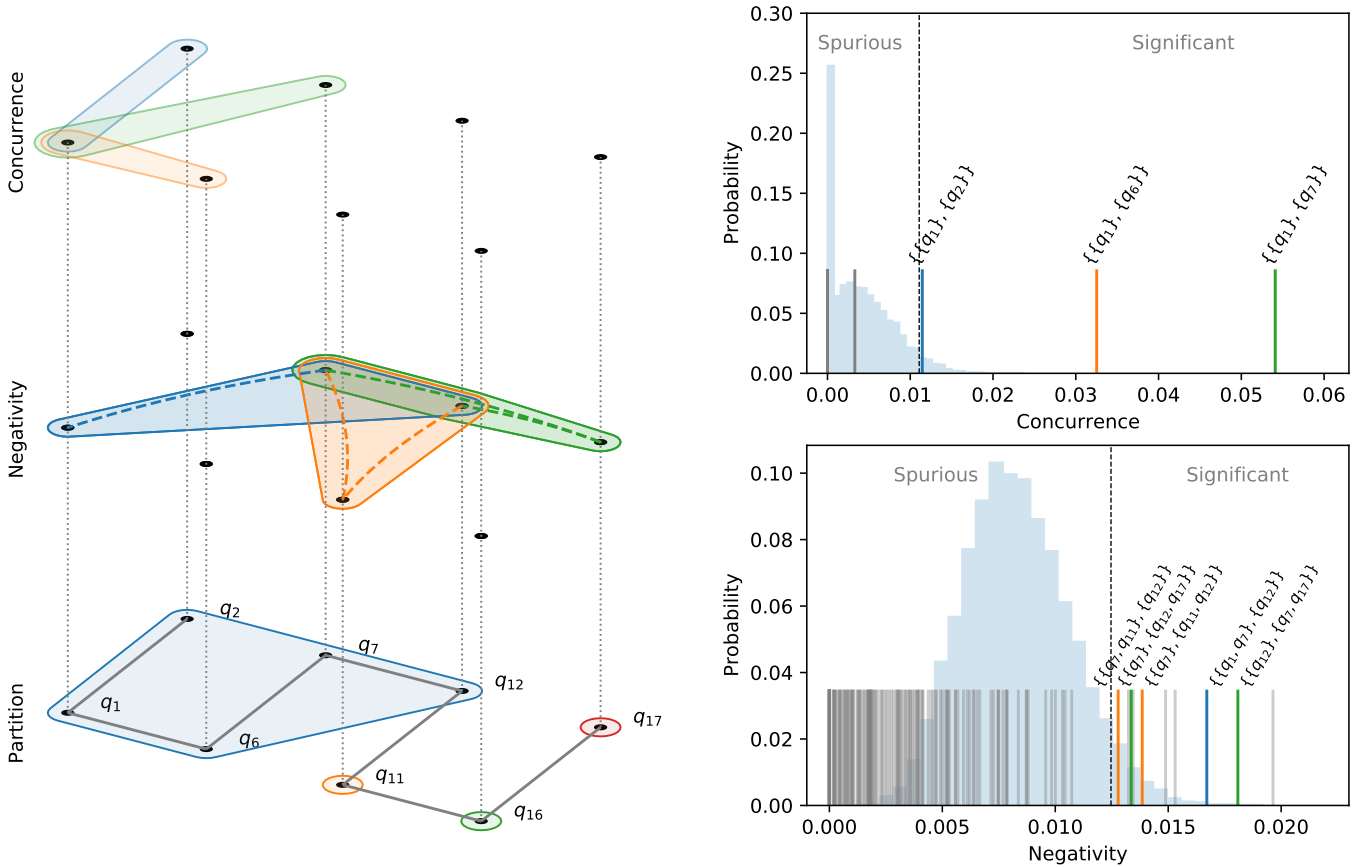 Concurrence
Negativity
Partition
q2
q7
q1
q12
q17
q6
q11
q16
0.30
0.25
0.20
0.15
0.10
0.05
0.00
Probability
Spurious
Significant
{{q1}, {q2}}
{{q1}, {q6}}
{{q1}, {q7}}
0.00 0.01 0.02 0.03 0.04 0.05 0.06
Concurrence
0.10
0.08
0.06
0.04
0.02
0.00
Probability
Spurious
Significant
{{q7, q11}, {q12}}
{{q7}, {q12, q17}}
{{q7}, {q11, q12}}
{{q1, q7}, {q12}}
{{q12}, {q7, q17}}
0.000 0.005 0.010 0.015 0.020
Negativity